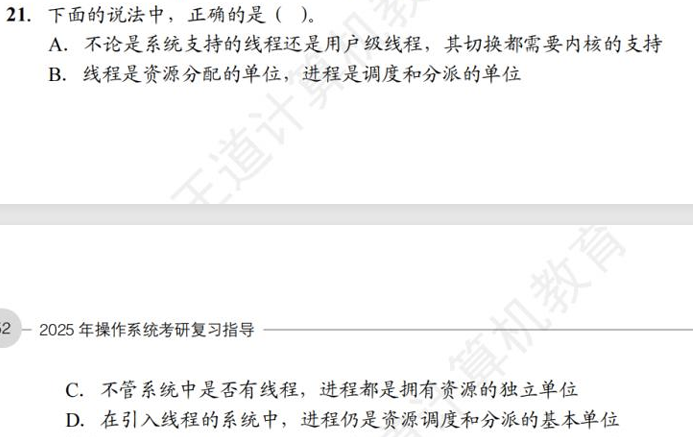 21. 下面的说法中，正确的是（ ）。
A. 不论是系统支持的线程还是用户级线程，其切换都需要内核的支持
B. 线程是资源分配的单位，进程是调度和分派的单位
王道计算机教
52
2025 年操作系统考研复习指导
计算机教育
C. 不管系统中是否有线程，进程都是拥有资源的独立单位
D. 在引入线程的系统中，进程仍是资源调度和分派的基本单位